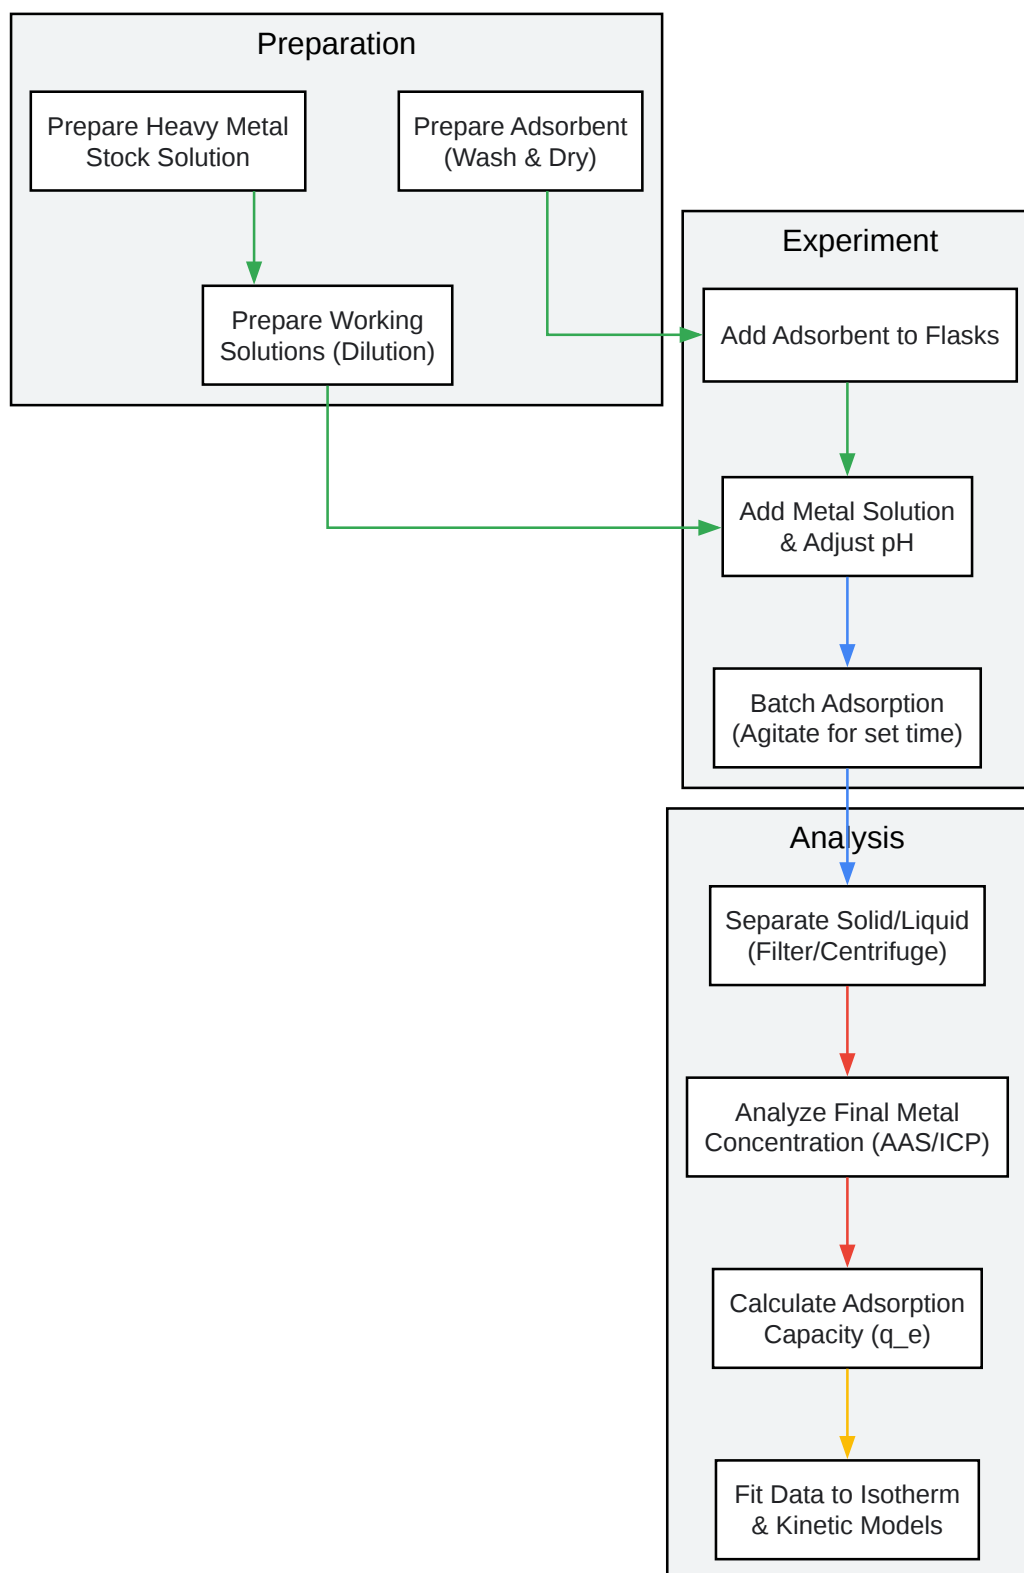 Preparation
Prepare Heavy Metal
Stock Solution
Prepare Adsorbent
(Wash & Dry)
Prepare Working
Solutions (Dilution)
Experiment
Add Adsorbent to Flasks
Add Metal Solution
& Adjust pH
Batch Adsorption
(Agitate for set time)
Analysis
Separate Solid/Liquid
(Filter/Centrifuge)
Analyze Final Metal
Concentration (AAS/ICP)
Calculate Adsorption
Capacity (q_e)
Fit Data to Isotherm
& Kinetic Models